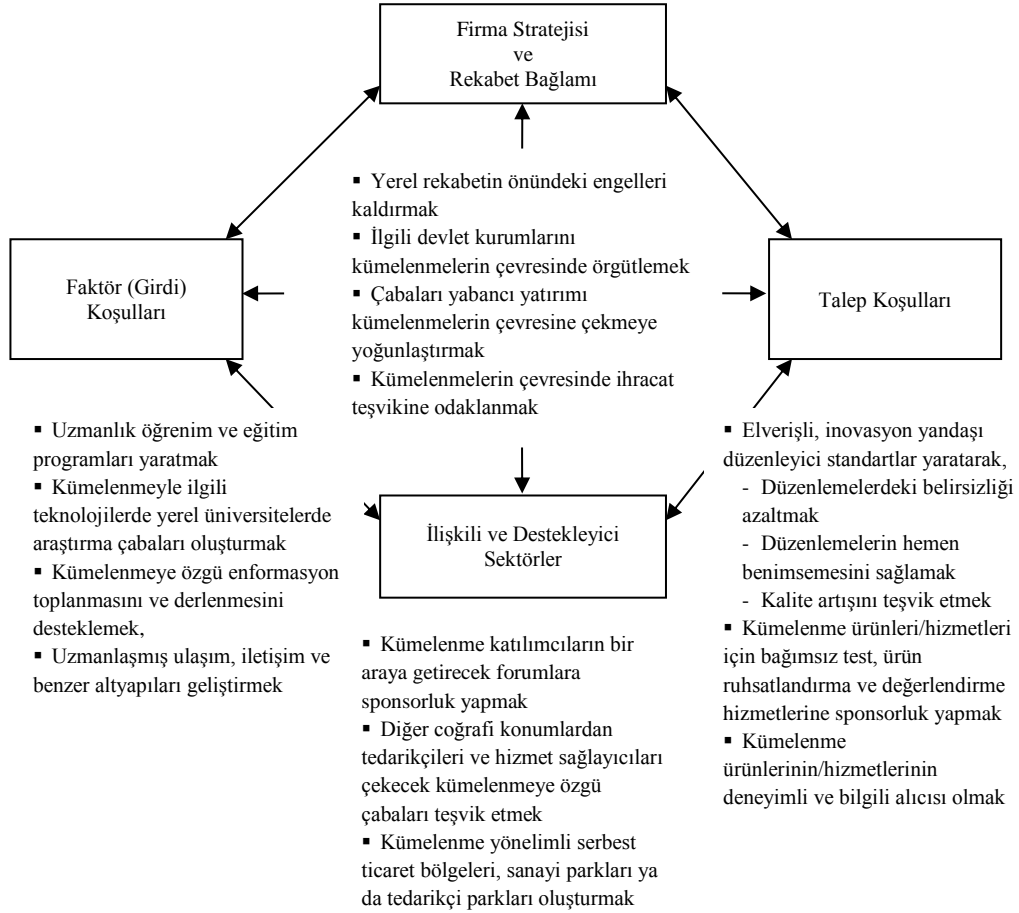 Firma Stratejisi
ve
Rekabet Bağlamı
▪ Yerel rekabetin önündeki engelleri
kaldırmak
▪ İlgili devlet kurumlarını
kümelenmelerin çevresinde örgütlemek
▪ Çabaları yabancı yatırımı
kümelenmelerin çevresine çekmeye
yoğunlaştırmak
▪ Kümelenmelerin çevresinde ihracat
teşvikine odaklanmak
Faktör (Girdi)
Koşulları
Talep Koşulları
▪ Uzmanlık öğrenim ve eğitim
programları yaratmak
▪ Kümelenmeyle ilgili
teknolojilerde yerel üniversitelerde
araştırma çabaları oluşturmak
▪ Kümelenmeye özgü enformasyon
toplanmasını ve derlenmesini
desteklemek,
▪ Uzmanlaşmış ulaşım, iletişim ve
benzer altyapıları geliştirmek
İlişkili ve Destekleyici
Sektörler
▪ Kümelenme katılımcıların bir
araya getirecek forumlara
sponsorluk yapmak
▪ Diğer coğrafi konumlardan
tedarikçileri ve hizmet sağlayıcıları
çekecek kümelenmeye özgü
çabaları teşvik etmek
▪ Kümelenme yönelimli serbest
ticaret bölgeleri, sanayi parkları ya
da tedarikçi parkları oluşturmak
▪ Elverişli, inovasyon yandaşı
düzenleyici standartlar yaratarak,
- Düzenlemelerdeki belirsizliği
azaltmak
- Düzenlemelerin hemen
benimsemesini sağlamak
- Kalite artışını teşvik etmek
▪ Kümelenme ürünleri/hizmetleri
için bağımsız test, ürün
ruhsatlandırma ve değerlendirme
hizmetlerine sponsorluk yapmak
▪ Kümelenme
ürünlerinin/hizmetlerinin
deneyimli ve bilgili alıcısı olmak